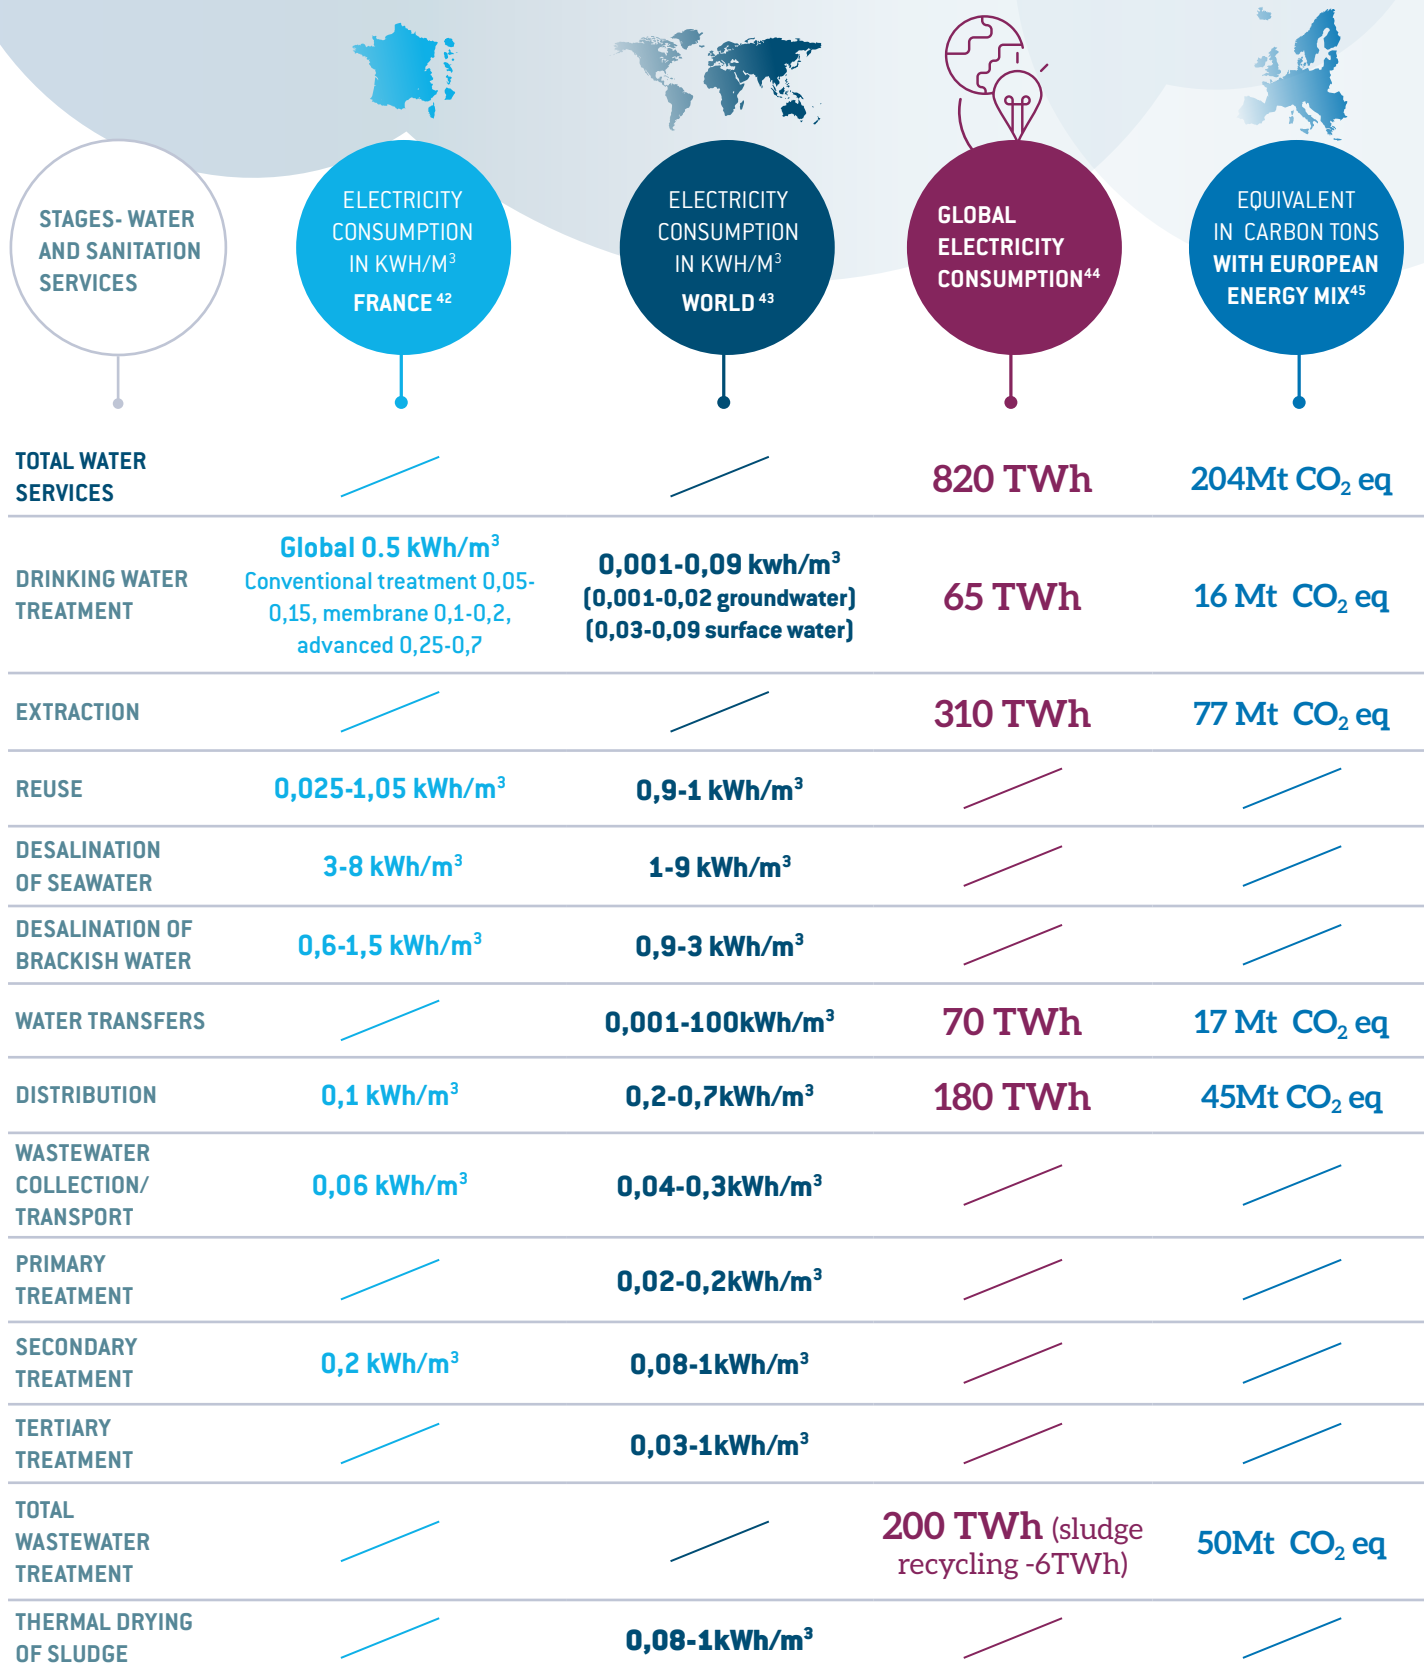 STAGES- WATER
AND SANITATION
SERVICES
ELECTRICITY
CONSUMPTION
IN KWH/M³
FRANCE ⁴²
ELECTRICITY
CONSUMPTION
IN KWH/M³
WORLD ⁴³
GLOBAL
ELECTRICITY
CONSUMPTION⁴⁴
EQUIVALENT
IN CARBON TONS
WITH EUROPEAN
ENERGY MIX⁴⁵
TOTAL WATER
SERVICES
820 TWh
204Mt CO₂ eq
DRINKING WATER
TREATMENT
Global 0.5 kWh/m³
Conventional treatment 0,05-
0,15, membrane 0,1-0,2,
advanced 0,25-0,7
0,001-0,09 kwh/m³
(0,001-0,02 groundwater)
(0,03-0,09 surface water)
65 TWh
16 Mt CO₂ eq
EXTRACTION
310 TWh
77 Mt CO₂ eq
REUSE
0,025-1,05 kWh/m³
0,9-1 kWh/m³
DESALINATION
OF SEAWATER
3-8 kWh/m³
1-9 kWh/m³
DESALINATION OF
BRACKISH WATER
0,6-1,5 kWh/m³
0,9-3 kWh/m³
WATER TRANSFERS
0,001-100kWh/m³
70 TWh
17 Mt CO₂ eq
DISTRIBUTION
0,1 kWh/m³
0,2-0,7kWh/m³
180 TWh
45Mt CO₂ eq
WASTEWATER
COLLECTION/
TRANSPORT
0,06 kWh/m³
0,04-0,3kWh/m³
PRIMARY
TREATMENT
0,02-0,2kWh/m³
SECONDARY
TREATMENT
0,2 kWh/m³
0,08-1kWh/m³
TERTIARY
TREATMENT
0,03-1kWh/m³
TOTAL
WASTEWATER
TREATMENT
200 TWh (sludge
recycling -6TWh)
50Mt CO₂ eq
THERMAL DRYING
OF SLUDGE
0,08-1kWh/m³